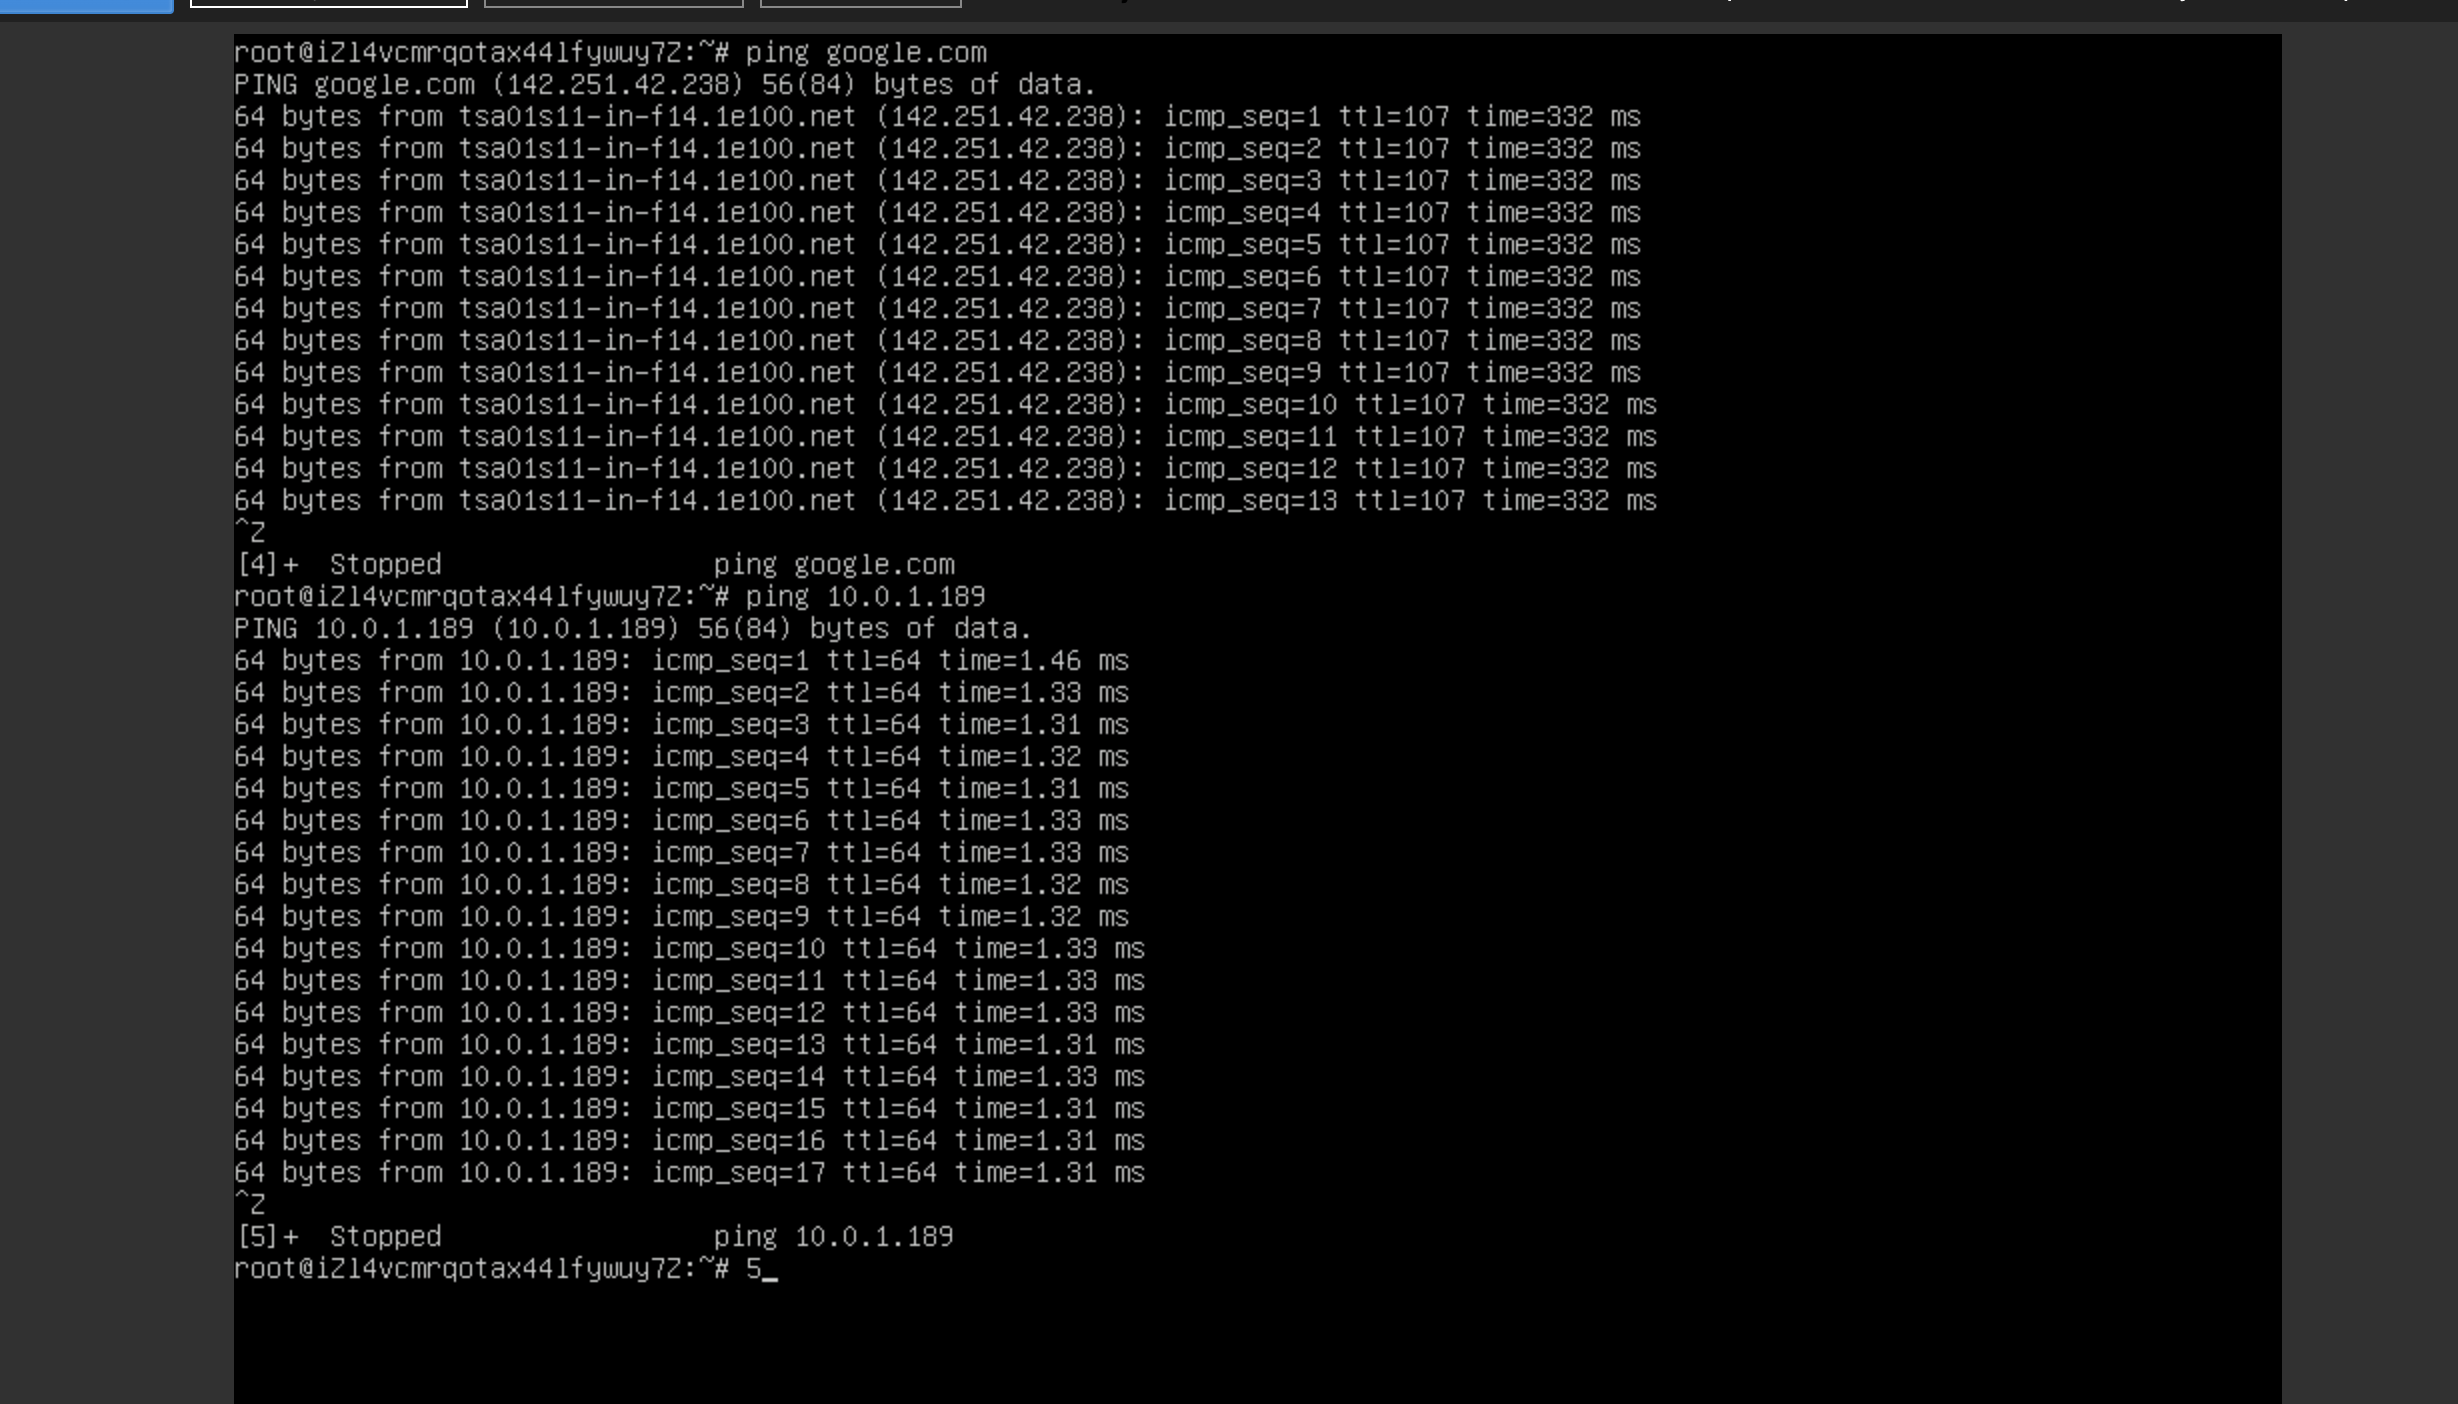 root@iZl4vcmrqotax44lfywuy7Z:~# ping google.com
PING google.com (142.251.42.238) 56(84) bytes of data.
64 bytes from tsa01s11-in-f14.1e100.net (142.251.42.238): icmp_seq=1 ttl=107 time=332 ms
64 bytes from tsa01s11-in-f14.1e100.net (142.251.42.238): icmp_seq=2 ttl=107 time=332 ms
64 bytes from tsa01s11-in-f14.1e100.net (142.251.42.238): icmp_seq=3 ttl=107 time=332 ms
64 bytes from tsa01s11-in-f14.1e100.net (142.251.42.238): icmp_seq=4 ttl=107 time=332 ms
64 bytes from tsa01s11-in-f14.1e100.net (142.251.42.238): icmp_seq=5 ttl=107 time=332 ms
64 bytes from tsa01s11-in-f14.1e100.net (142.251.42.238): icmp_seq=6 ttl=107 time=332 ms
64 bytes from tsa01s11-in-f14.1e100.net (142.251.42.238): icmp_seq=7 ttl=107 time=332 ms
64 bytes from tsa01s11-in-f14.1e100.net (142.251.42.238): icmp_seq=8 ttl=107 time=332 ms
64 bytes from tsa01s11-in-f14.1e100.net (142.251.42.238): icmp_seq=9 ttl=107 time=332 ms
64 bytes from tsa01s11-in-f14.1e100.net (142.251.42.238): icmp_seq=10 ttl=107 time=332 ms
64 bytes from tsa01s11-in-f14.1e100.net (142.251.42.238): icmp_seq=11 ttl=107 time=332 ms
64 bytes from tsa01s11-in-f14.1e100.net (142.251.42.238): icmp_seq=12 ttl=107 time=332 ms
64 bytes from tsa01s11-in-f14.1e100.net (142.251.42.238): icmp_seq=13 ttl=107 time=332 ms
^Z
[4]+  Stopped                 ping google.com
root@iZl4vcmrqotax44lfywuy7Z:~# ping 10.0.1.189
PING 10.0.1.189 (10.0.1.189) 56(84) bytes of data.
64 bytes from 10.0.1.189: icmp_seq=1 ttl=64 time=1.46 ms
64 bytes from 10.0.1.189: icmp_seq=2 ttl=64 time=1.33 ms
64 bytes from 10.0.1.189: icmp_seq=3 ttl=64 time=1.31 ms
64 bytes from 10.0.1.189: icmp_seq=4 ttl=64 time=1.32 ms
64 bytes from 10.0.1.189: icmp_seq=5 ttl=64 time=1.31 ms
64 bytes from 10.0.1.189: icmp_seq=6 ttl=64 time=1.33 ms
64 bytes from 10.0.1.189: icmp_seq=7 ttl=64 time=1.33 ms
64 bytes from 10.0.1.189: icmp_seq=8 ttl=64 time=1.32 ms
64 bytes from 10.0.1.189: icmp_seq=9 ttl=64 time=1.32 ms
64 bytes from 10.0.1.189: icmp_seq=10 ttl=64 time=1.33 ms
64 bytes from 10.0.1.189: icmp_seq=11 ttl=64 time=1.33 ms
64 bytes from 10.0.1.189: icmp_seq=12 ttl=64 time=1.33 ms
64 bytes from 10.0.1.189: icmp_seq=13 ttl=64 time=1.31 ms
64 bytes from 10.0.1.189: icmp_seq=14 ttl=64 time=1.33 ms
64 bytes from 10.0.1.189: icmp_seq=15 ttl=64 time=1.31 ms
64 bytes from 10.0.1.189: icmp_seq=16 ttl=64 time=1.31 ms
64 bytes from 10.0.1.189: icmp_seq=17 ttl=64 time=1.31 ms
^Z
[5]+  Stopped                 ping 10.0.1.189
root@iZl4vcmrqotax44lfywuy7Z:~# 5_